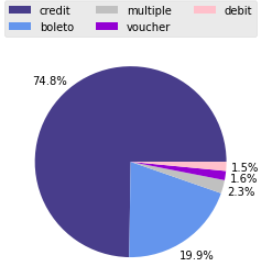 credit multiple debit
boleto voucher
74.8%
1.5%
1.6%
2.3%
19.9%